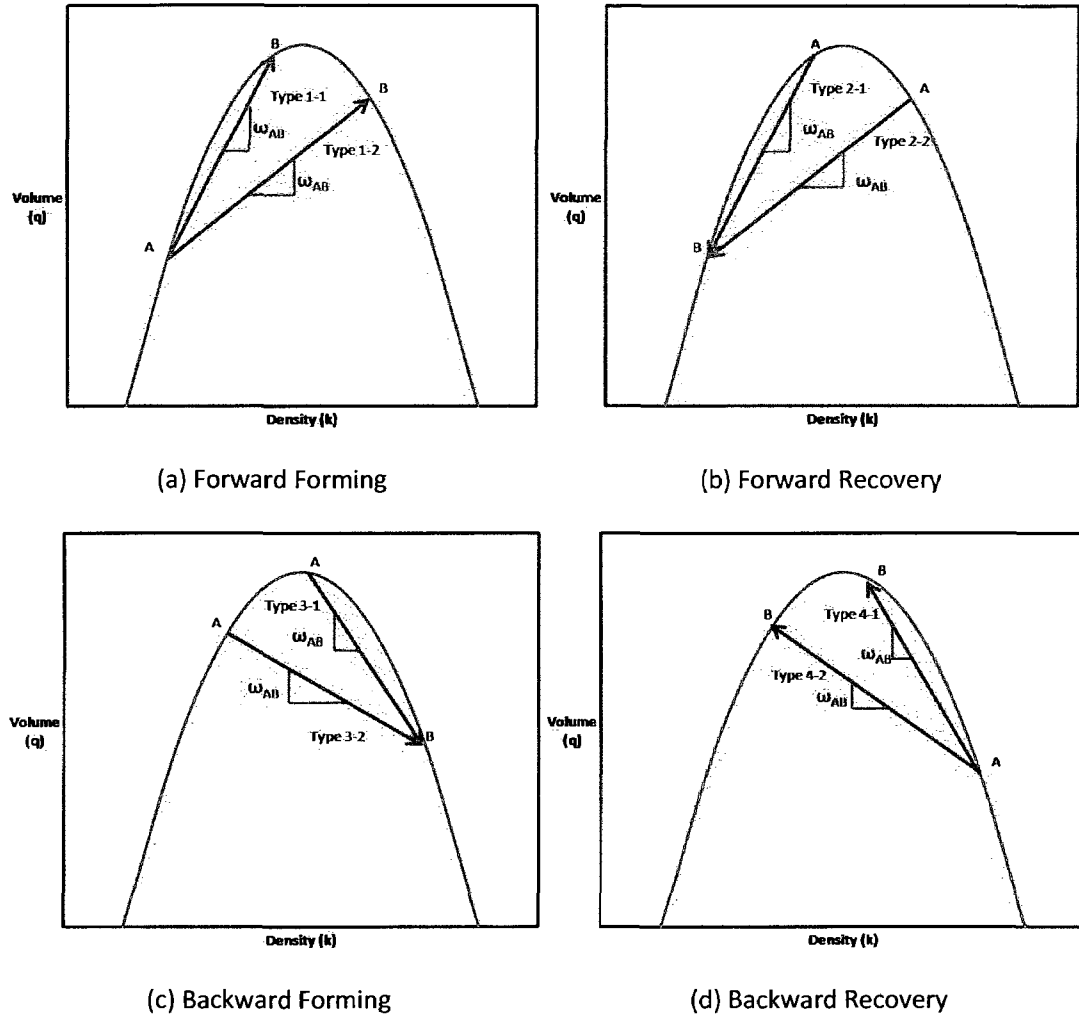 B
B
Type 1-1
ω_AB
Type 1-2
ω_AB
Volume
(q)
A
Density (k)
(a) Forward Forming
A
A
Type 2-1
ω_AB
Type 2-2
ω_AB
B
Density (k)
(b) Forward Recovery
A
A
Type 3-1
ω_AB
ω_AB
Volume
(q)
Type 3-2
B
Density (k)
(c) Backward Forming
B
B
Type 4-1
ω_AB
Type 4-2
ω_AB
Volume
(q)
A
Density (k)
(d) Backward Recovery